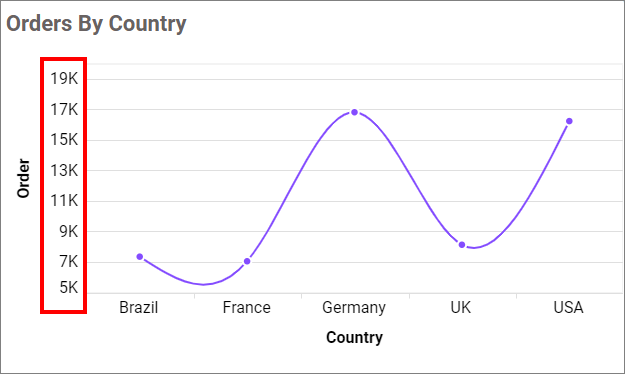 Orders By Country
19K
17K
15K
13K
11K
9K
7K
5K
Order
Brazil France Germany UK USA
Country